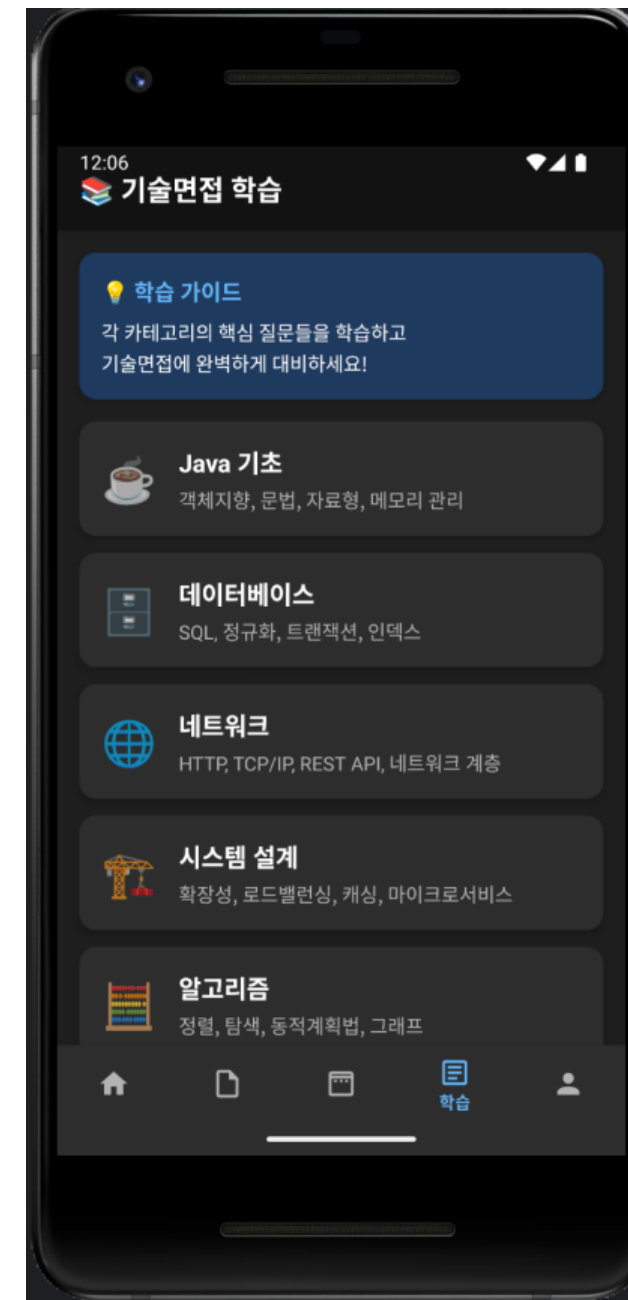 12:06
📚 기술면접 학습
💡 학습 가이드
각 카테고리의 핵심 질문들을 학습하고
기술면접에 완벽하게 대비하세요!
Java 기초
객체지향, 문법, 자료형, 메모리 관리
데이터베이스
SQL, 정규화, 트랜잭션, 인덱스
네트워크
HTTP, TCP/IP, REST API, 네트워크 계층
시스템 설계
확장성, 로드밸런싱, 캐싱, 마이크로서비스
알고리즘
정렬, 탐색, 동적계획법, 그래프
학습